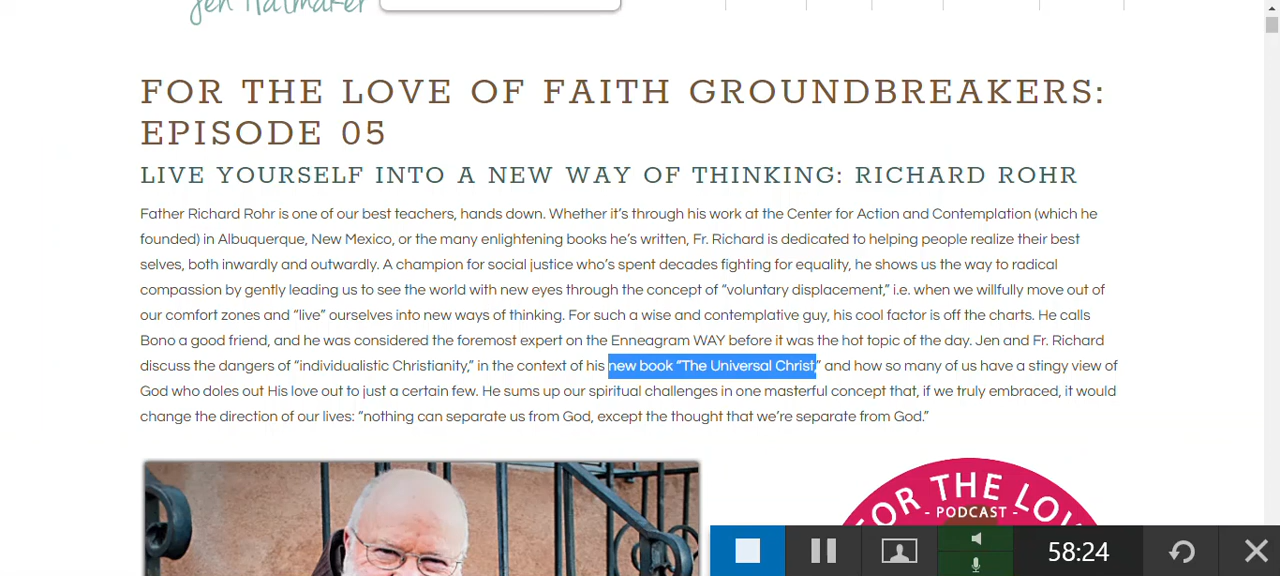 Jen Hatmaker
FOR THE LOVE OF FAITH GROUNDBREAKERS:
EPISODE 05
LIVE YOURSELF INTO A NEW WAY OF THINKING: RICHARD ROHR
Father Richard Rohr is one of our best teachers, hands down. Whether it’s through his work at the Center for Action and Contemplation (which he
founded) in Albuquerque, New Mexico, or the many enlightening books he’s written, Fr. Richard is dedicated to helping people realize their best
selves, both inwardly and outwardly. A champion for social justice who’s spent decades fighting for equality, he shows us the way to radical
compassion by gently leading us to see the world with new eyes through the concept of “voluntary displacement,” i.e. when we willfully move out of
our comfort zones and “live” ourselves into new ways of thinking. For such a wise and contemplative guy, his cool factor is off the charts. He calls
Bono a good friend, and he was considered the foremost expert on the Enneagram WAY before it was the hot topic of the day. Jen and Fr. Richard
discuss the dangers of “individualistic Christianity,” in the context of his new book “The Universal Christ,” and how so many of us have a stingy view of
God who doles out His love out to just a certain few. He sums up our spiritual challenges in one masterful concept that, if we truly embraced, it would
change the direction of our lives: “nothing can separate us from God, except the thought that we’re separate from God.”
FOR THE LO
- PODCAST -
58:24